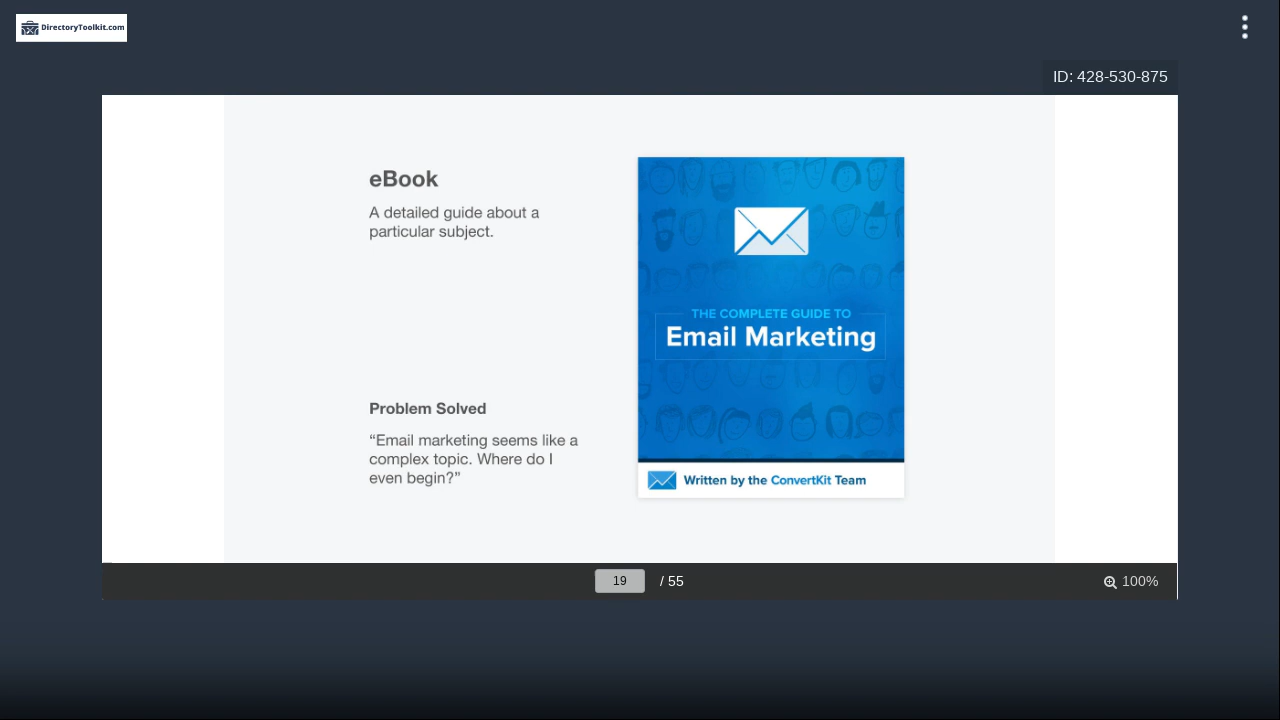 DirectoryToolkit.com
ID: 428-530-875
eBook
A detailed guide about a
particular subject.
Problem Solved
“Email marketing seems like a
complex topic. Where do I
even begin?”
THE COMPLETE GUIDE TO
Email Marketing
Written by the ConvertKit Team
19 / 55
100%